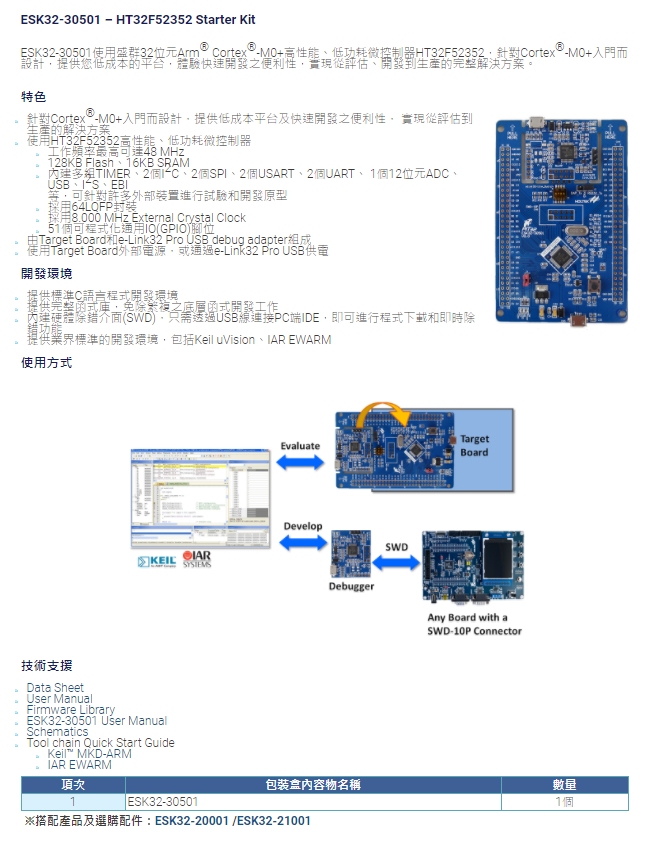 ESK32-30501 – HT32F52352 Starter Kit
ESK32-30501使用盛群32位元Arm® Cortex®-M0+高性能、低功耗微控制器HT32F52352，針對Cortex®-M0+入門而
設計，提供您低成本的平台，體驗快速開發之便利性，實現從評估、開發到生產的完整解決方案。
特色
針對Cortex®-M0+入門而設計，提供低成本平台及快速開發之便利性， 實現從評估到
生產的解決方案
使用HT32F52352高性能、低功耗微控制器
工作頻率最高可達48 MHz
128KB Flash、16KB SRAM
內建多組TIMER、2個I²C、2個SPI、2個USART、2個UART、 1個12位元ADC、
USB、I²S、EBI
等，可針對許多外部裝置進行試驗和開發原型
採用64LQFP封裝
採用8.000 MHz External Crystal Clock
51個可程式化通用IO(GPIO)腳位
由Target Board和e-Link32 Pro USB debug adapter組成
使用Target Board外部電源，或通過e-Link32 Pro USB供電
開發環境
提供標準C語言程式開發環境
提供完整函式庫，免除繁複之底層函式開發工作
內建硬體除錯介面(SWD)，只需透過USB線連接PC端IDE，即可進行程式下載和即時除
錯功能
提供業界標準的開發環境，包括Keil uVision、IAR EWARM
使用方式
Evaluate
Target
Board
Develop
KEIL
IAR
SYSTEMS
SWD
Debugger
Any Board with a
SWD-10P Connector
技術支援
Data Sheet
User Manual
Firmware Library
ESK32-30501 User Manual
Schematics
Tool chain Quick Start Guide
Keil™ MKD-ARM
IAR EWARM
項次 包裝盒內容物名稱 數量
1 ESK32-30501 1個
※搭配產品及選購配件：ESK32-20001 /ESK32-21001